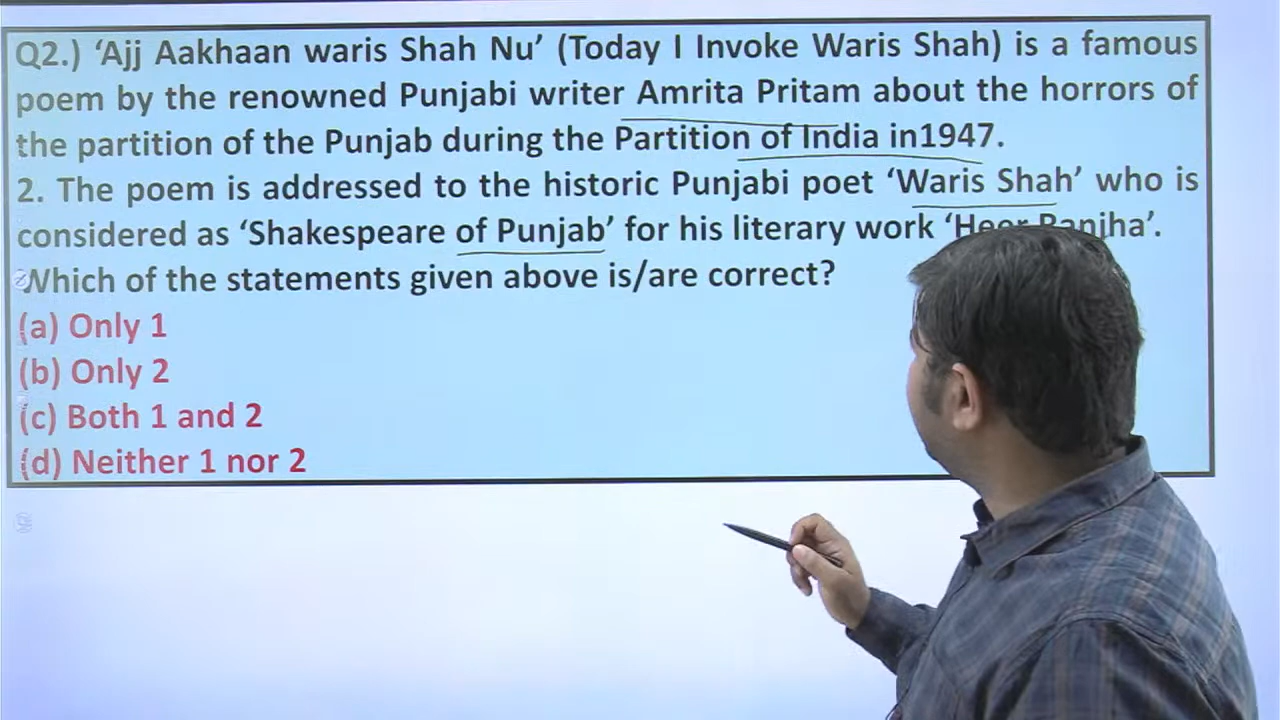 Q2.) ‘Ajj Aakhaan waris Shah Nu’ (Today I Invoke Waris Shah) is a famous
poem by the renowned Punjabi writer Amrita Pritam about the horrors of
the partition of the Punjab during the Partition of India in1947.
2. The poem is addressed to the historic Punjabi poet ‘Waris Shah’ who is
considered as ‘Shakespeare of Punjab’ for his literary work ‘Heer Ranjha’.
Which of the statements given above is/are correct?
(a) Only 1
(b) Only 2
(c) Both 1 and 2
(d) Neither 1 nor 2